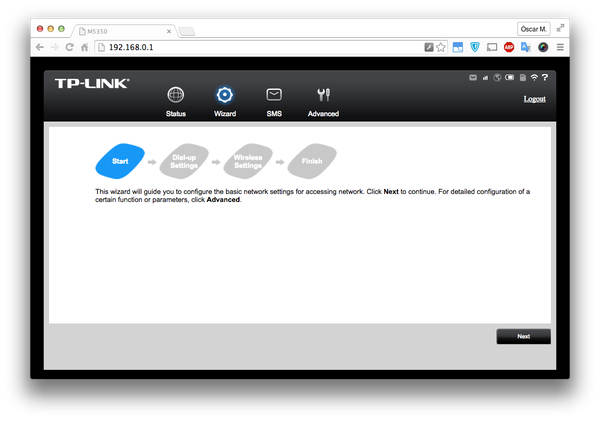 M5350
Óscar M.
192.168.0.1
ABP
TP-LINK®
Status
Wizard
SMS
Advanced
Logout
Start
Dial-up
Settings
Wireless
Settings
Finish
This wizard will guide you to configure the basic network settings for accessing network. Click Next to continue. For detailed configuration of a
certain function or parameters, click Advanced.
Next